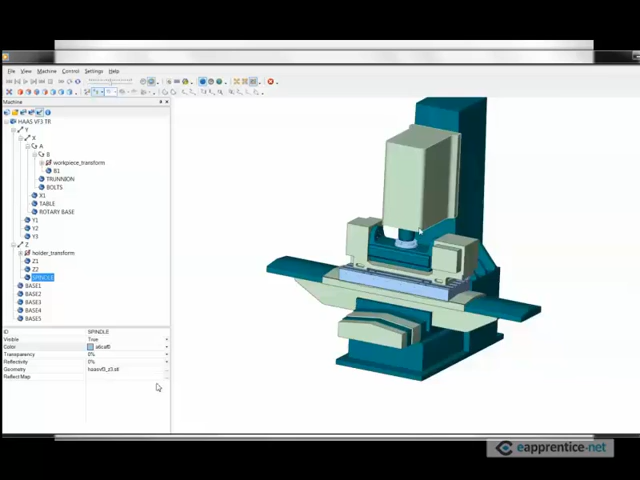 File View Machine Control Settings Help
Machine
HAAS VF3 TR
Y
X
A
B
workpiece_transform
B1
TRUNNION
BOLTS
X1
TABLE
ROTARY BASE
Y1
Y2
Y3
Z
holder_transform
Z1
Z2
SPINDLE
BASE1
BASE2
BASE3
BASE4
BASE5
ID SPINDLE
Visible True
Color
Transparency 0%
Reflectivity 0%
Geometry haasvf3_z3.stl
ReflectMap
eapprentice.net